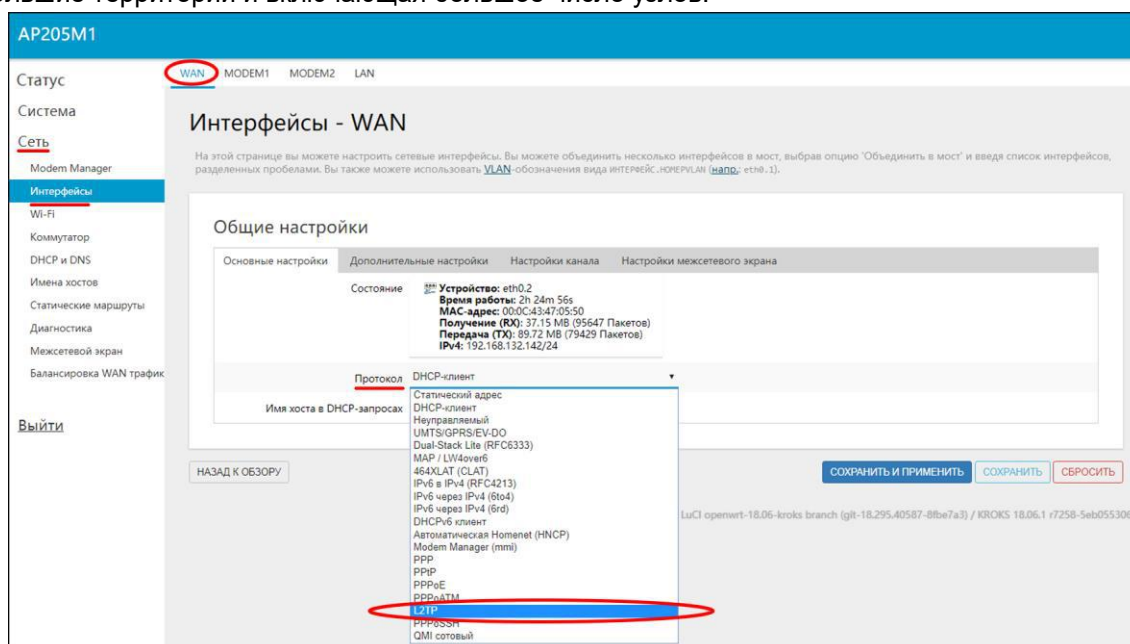 большие территории и включающая большое число узлов.
AP205M1
WAN MODEM1 MODEM2 LAN
Статус
Система
Сеть
Modem Manager
Интерфейсы
Wi-Fi
Коммутатор
DHCP и DNS
Имена хостов
Статические маршруты
Диагностика
Межсетевой экран
Балансировка WAN трафик
Выйти
Интерфейсы - WAN
На этой странице вы можете настроить сетевые интерфейсы. Вы можете объединить несколько интерфейсов в мост, выбрав опцию 'Объединить в мост' и введя список интерфейсов,
разделенных пробелами. Вы также можете использовать VLAN-обозначения вида ИНТЕРФЕЙС.НОМЕРVLAN (напр.: eth0.1).
Общие настройки
Основные настройки Дополнительные настройки Настройки канала Настройки межсетевого экрана
Состояние
Устройство: eth0.2
Время работы: 2h 24m 56s
MAC-адрес: 00:0C:43:47:05:50
Получение (RX): 37.15 MB (95647 Пакетов)
Передача (TX): 89.72 MB (79429 Пакетов)
IPv4: 192.168.132.142/24
Протокол DHCP-клиент
Имя хоста в DHCP-запросах
Статический адрес
DHCP-клиент
Неуправляемый
UMTS/GPRS/EV-DO
Dual-Stack Lite (RFC6333)
MAP / LW4over6
464XLAT (CLAT)
IPv6 в IPv4 (RFC4213)
IPv6 через IPv4 (6to4)
IPv6 через IPv4 (6rd)
DHCPv6 клиент
Автоматическая Homenet (HNCP)
Modem Manager (mmi)
PPP
PPtP
PPPoE
PPPoATM
L2TP
PPPoSSH
QMI сотовый
НАЗАД К ОБЗОРУ
СОХРАНИТЬ И ПРИМЕНИТЬ СОХРАНИТЬ СБРОСИТЬ
LuCI openwrt-18.06-kroks branch (git-18.295.40587-8fbe7a3) / KROKS 18.06.1 r7258-5eb055306